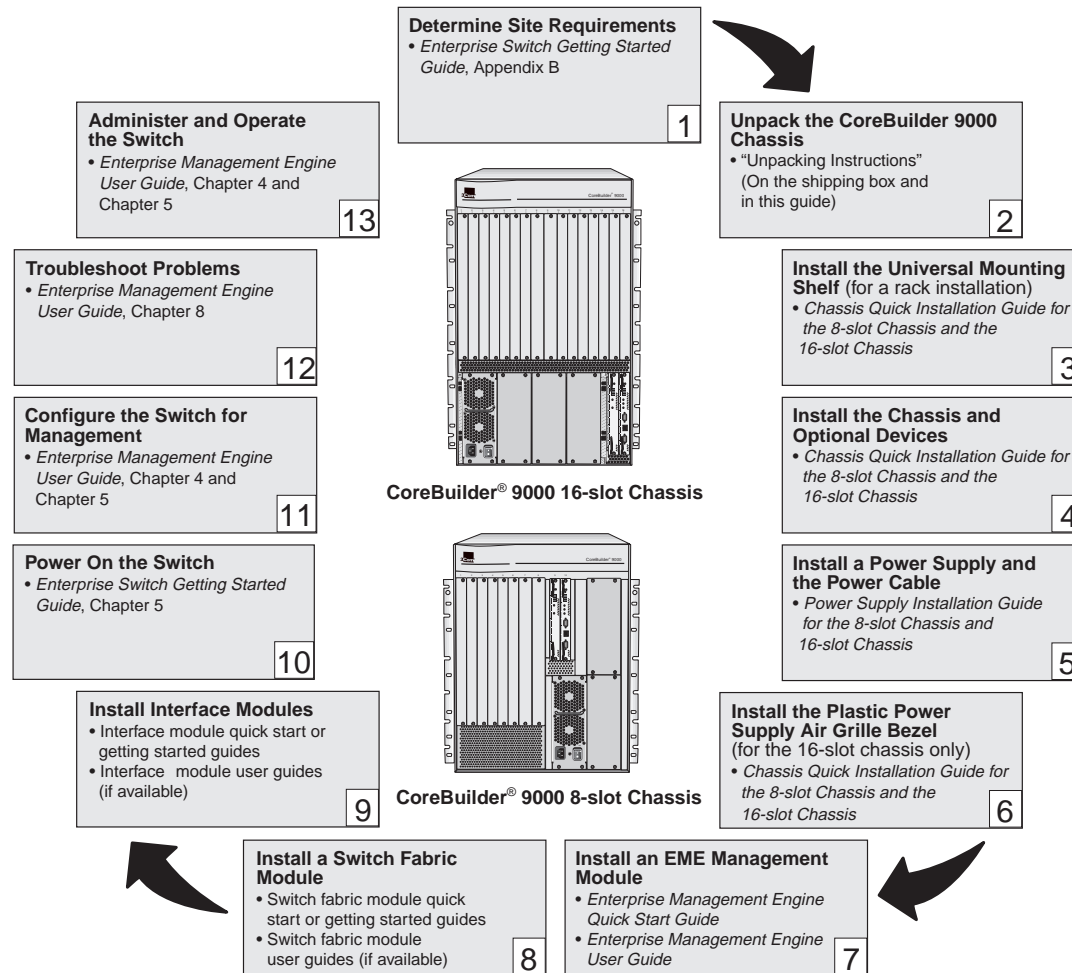 Determine Site Requirements
• Enterprise Switch Getting Started
Guide, Appendix B
1
Unpack the CoreBuilder 9000
Chassis
• “Unpacking Instructions”
(On the shipping box and
in this guide)
2
Install the Universal Mounting
Shelf (for a rack installation)
• Chassis Quick Installation Guide for
the 8-slot Chassis and the
16-slot Chassis
3
Install the Chassis and
Optional Devices
• Chassis Quick Installation Guide for
the 8-slot Chassis and the
16-slot Chassis
4
Install a Power Supply and
the Power Cable
• Power Supply Installation Guide
for the 8-slot Chassis and
16-slot Chassis
5
Install the Plastic Power
Supply Air Grille Bezel
(for the 16-slot chassis only)
• Chassis Quick Installation Guide for
the 8-slot Chassis and the
16-slot Chassis
6
Install an EME Management
Module
• Enterprise Management Engine
Quick Start Guide
• Enterprise Management Engine
User Guide
7
Install a Switch Fabric
Module
• Switch fabric module quick
start or getting started guides
• Switch fabric module
user guides (if available)
8
Install Interface Modules
• Interface module quick start or
getting started guides
• Interface module user guides
(if available)
9
Power On the Switch
• Enterprise Switch Getting Started
Guide, Chapter 5
10
Configure the Switch for
Management
• Enterprise Management Engine
User Guide, Chapter 4 and
Chapter 5
11
Troubleshoot Problems
• Enterprise Management Engine
User Guide, Chapter 8
12
Administer and Operate
the Switch
• Enterprise Management Engine
User Guide, Chapter 4 and
Chapter 5
13
CoreBuilder® 9000
CoreBuilder® 9000 16-slot Chassis
CoreBuilder® 9000
CoreBuilder® 9000 8-slot Chassis